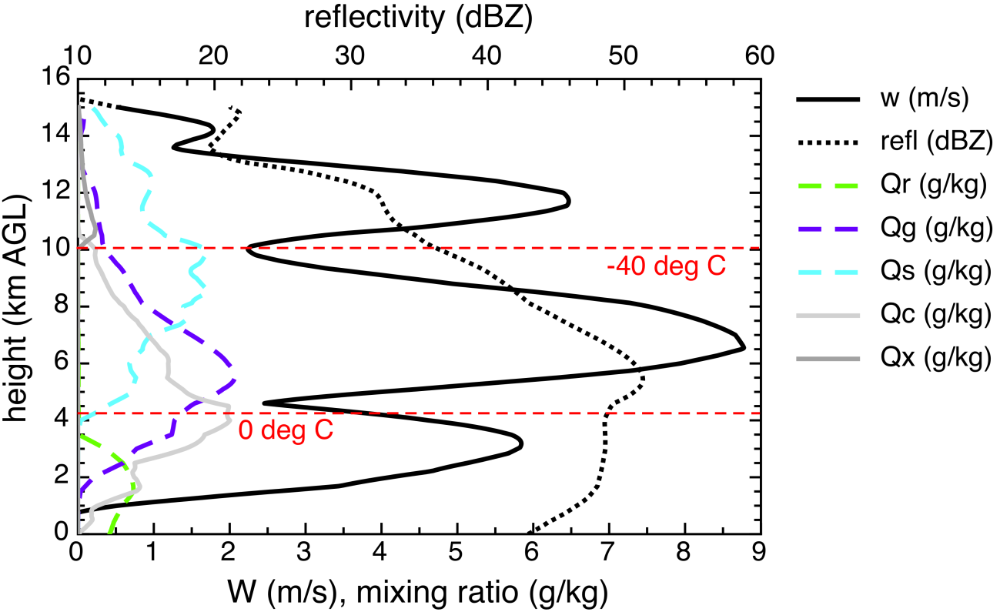 reflectivity (dBZ)
10 20 30 40 50 60
16
14
12
10
8
6
4
2
0
height (km AGL)
-40 deg C
0 deg C
0 1 2 3 4 5 6 7 8 9
W (m/s), mixing ratio (g/kg)
w (m/s)
refl (dBZ)
Qr (g/kg)
Qg (g/kg)
Qs (g/kg)
Qc (g/kg)
Qx (g/kg)